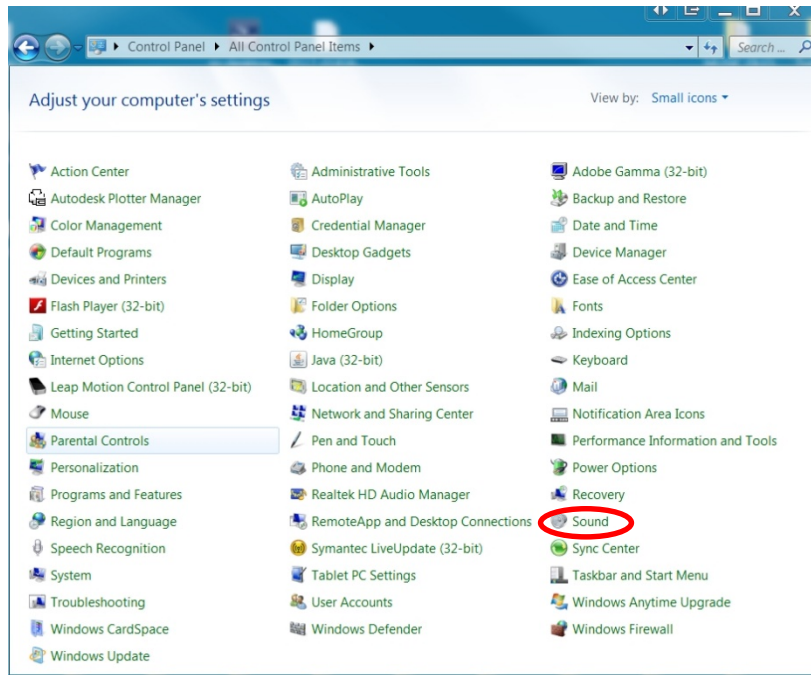 Control Panel All Control Panel Items Search ...
Adjust your computer's settings
View by: Small icons
Action Center
Autodesk Plotter Manager
Color Management
Default Programs
Devices and Printers
Flash Player (32-bit)
Getting Started
Internet Options
Leap Motion Control Panel (32-bit)
Mouse
Parental Controls
Personalization
Programs and Features
Region and Language
Speech Recognition
System
Troubleshooting
Windows CardSpace
Windows Update
Administrative Tools
AutoPlay
Credential Manager
Desktop Gadgets
Display
Folder Options
HomeGroup
Java (32-bit)
Location and Other Sensors
Network and Sharing Center
Pen and Touch
Phone and Modem
Realtek HD Audio Manager
RemoteApp and Desktop Connections
Symantec LiveUpdate (32-bit)
Tablet PC Settings
User Accounts
Windows Defender
Adobe Gamma (32-bit)
Backup and Restore
Date and Time
Device Manager
Ease of Access Center
Fonts
Indexing Options
Keyboard
Mail
Notification Area Icons
Performance Information and Tools
Power Options
Recovery
Sound
Sync Center
Taskbar and Start Menu
Windows Anytime Upgrade
Windows Firewall